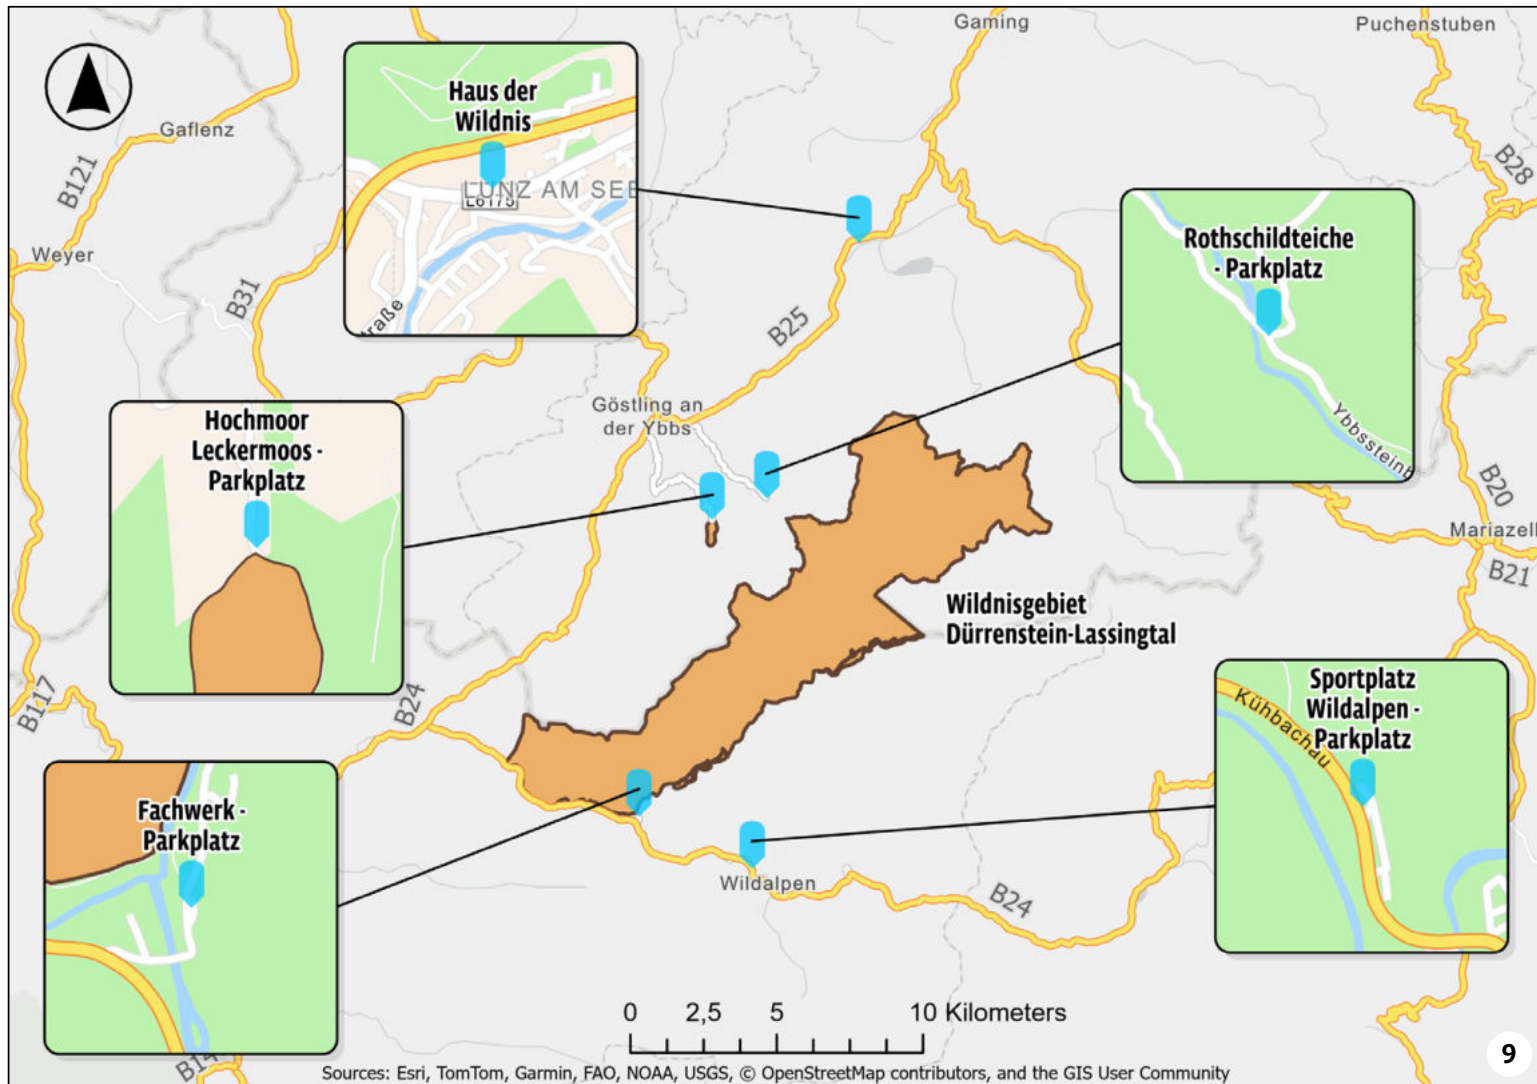 Gaming
Puchenstuben
Haus der
Wildnis
LUNZ AM SEE
L6175
traße
Gaflenz
B121
B28
Weyer
B31
B25
Rothschildteiche
- Parkplatz
Göstling an
der Ybbs
Hochmoor
Leckermoos -
Parkplatz
B20
Mariazell
B21
Wildnisgebiet
Dürrenstein-Lassingtal
B117
B24
Sportplatz
Wildalpen -
Parkplatz
Kühbachau
Fachwerk -
Parkplatz
Wildalpen
B24
0 2,5 5 10 Kilometers
Sources: Esri, TomTom, Garmin, FAO, NOAA, USGS, © OpenStreetMap contributors, and the GIS User Community
9